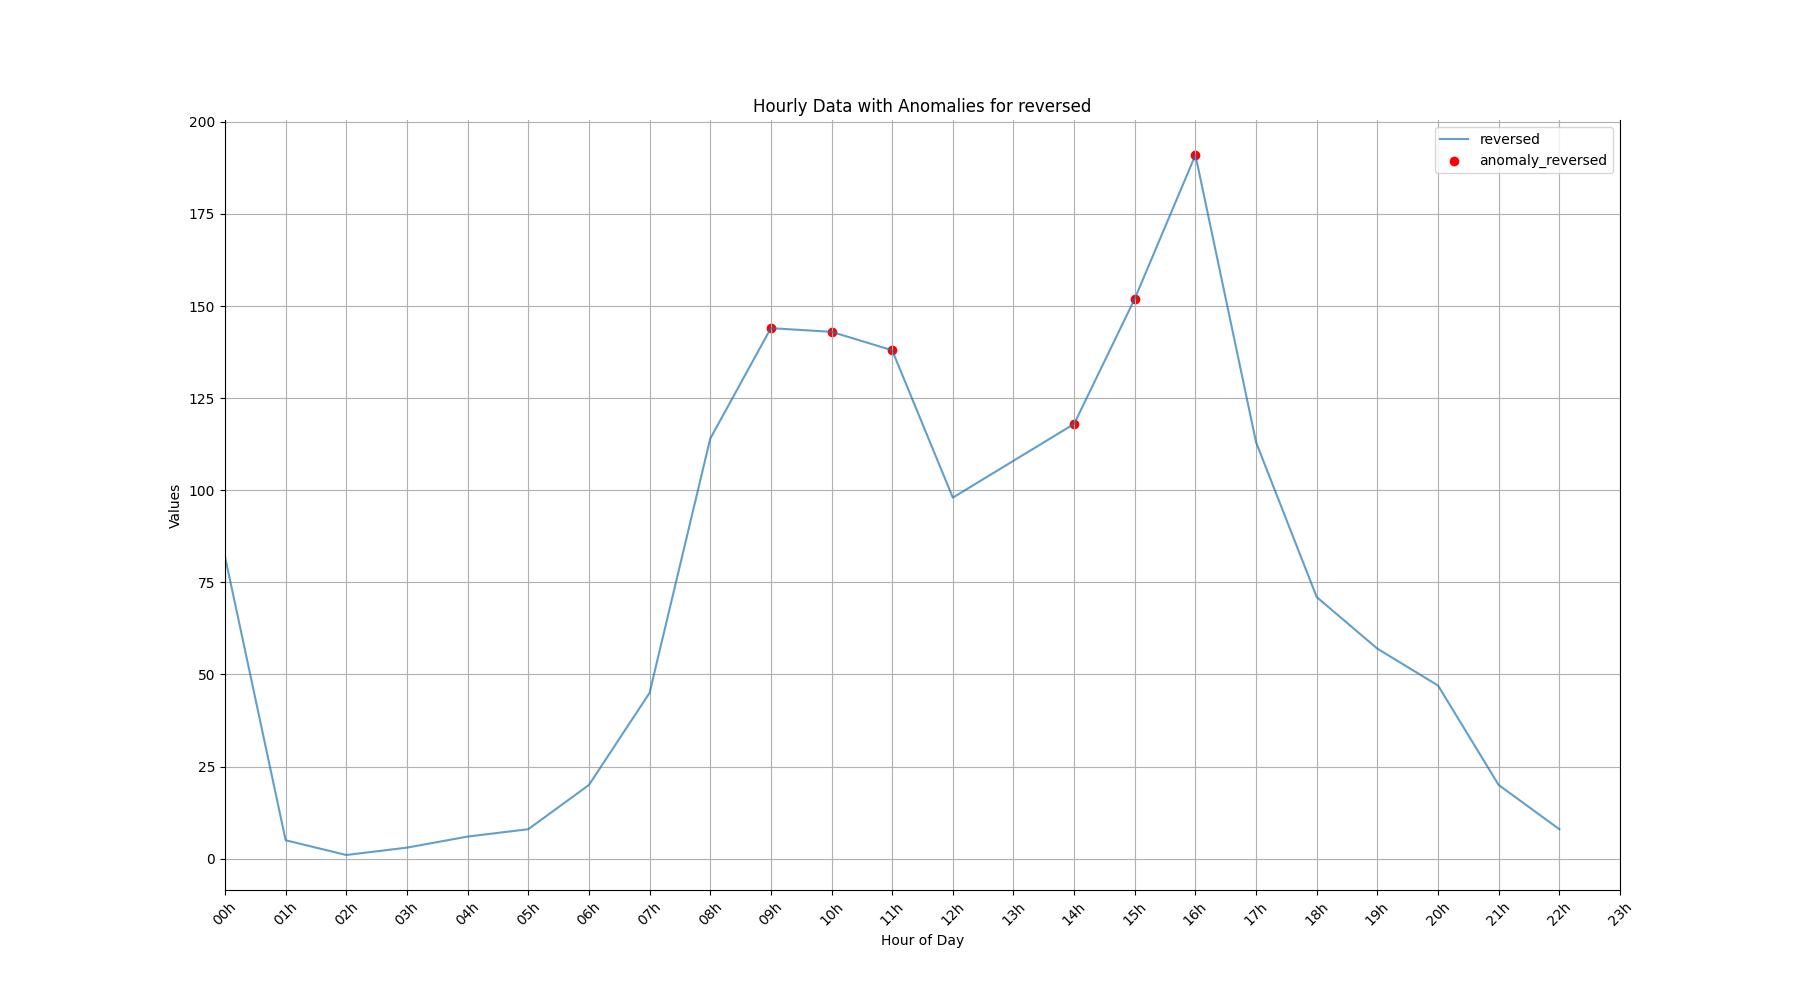 Hourly Data with Anomalies for reversed
reversed
anomaly_reversed
200
175
150
125
100
75
50
25
0
Values
00h 01h 02h 03h 04h 05h 06h 07h 08h 09h 10h 11h 12h 13h 14h 15h 16h 17h 18h 19h 20h 21h 22h 23h
Hour of Day